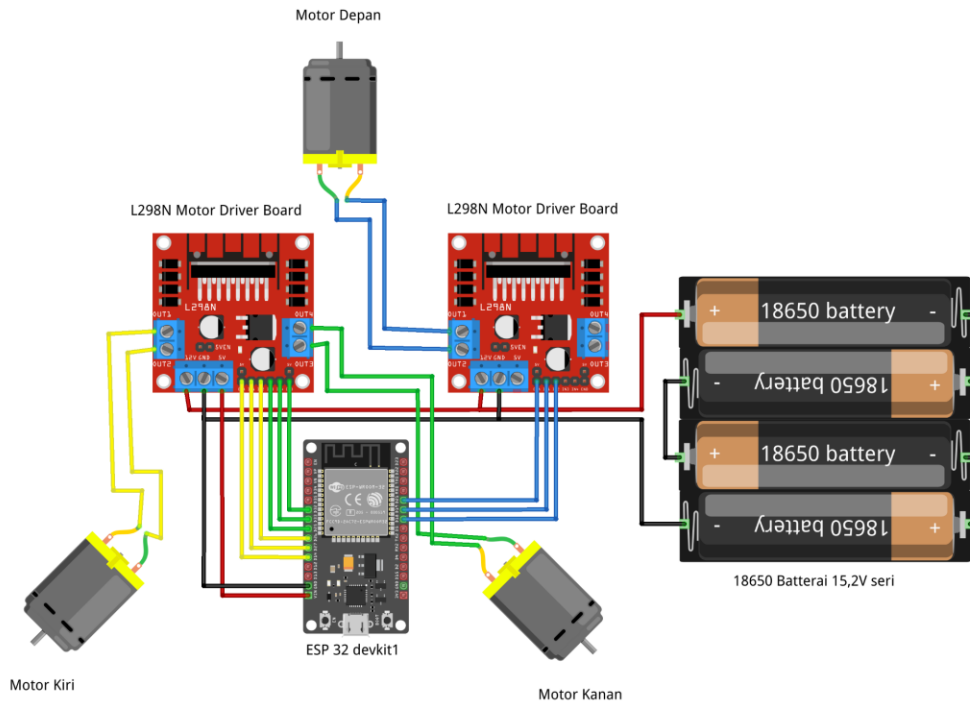 Motor Depan
L298N Motor Driver Board
L298N Motor Driver Board
L298N
OUT1
OUT2
OUT4
OUT3
5VEN
12V GND 5V
L298N
OUT1
OUT2
OUT4
OUT3
5VEN
12V GND 5V
18650 battery
+ -
18650 battery
- +
18650 battery
+ -
18650 battery
- +
18650 Batterai 15,2V seri
ESP 32 devkit1
Motor Kiri
Motor Kanan